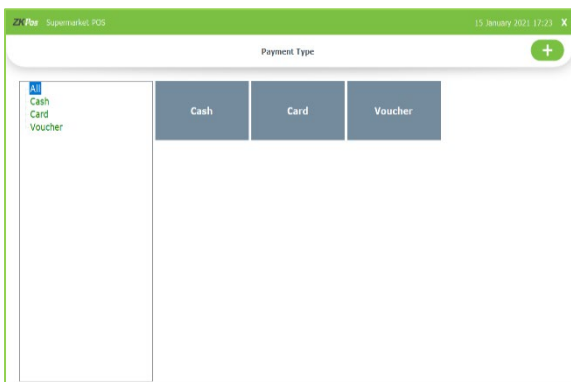 ZKPos Supermarket POS 15 January 2021 17:23 X
Payment Type +
All
Cash
Card
Voucher
Cash Card Voucher